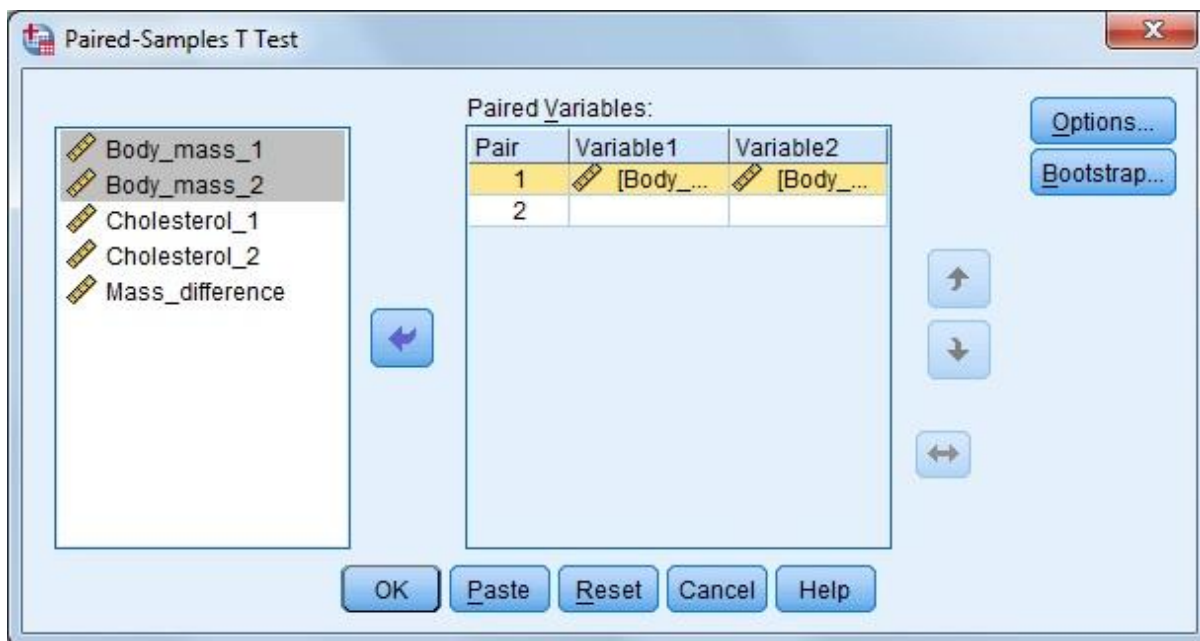 Paired-Samples T Test
Paired Variables:
Body_mass_1
Body_mass_2
Cholesterol_1
Cholesterol_2
Mass_difference
Pair Variable1 Variable2
1 [Body_... [Body_...
2
Options...
Bootstrap...
OK Paste Reset Cancel Help